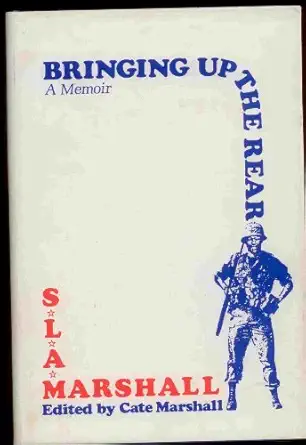 BRINGING UP THE REAR
A Memoir
S☆L☆A☆MARSHALL
Edited by Cate Marshall